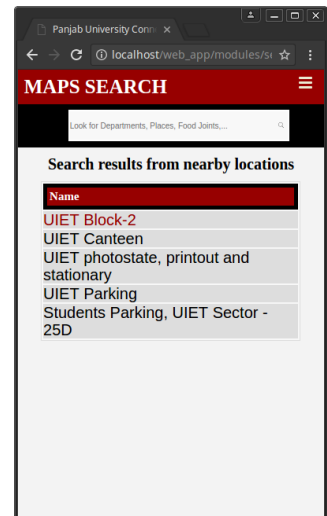 Panjab University Conn
localhost/web_app/modules/se
MAPS SEARCH
Look for Departments, Places, Food Joints,...
Search results from nearby locations
Name
UIET Block-2
UIET Canteen
UIET photostate, printout and
stationary
UIET Parking
Students Parking, UIET Sector -
25D